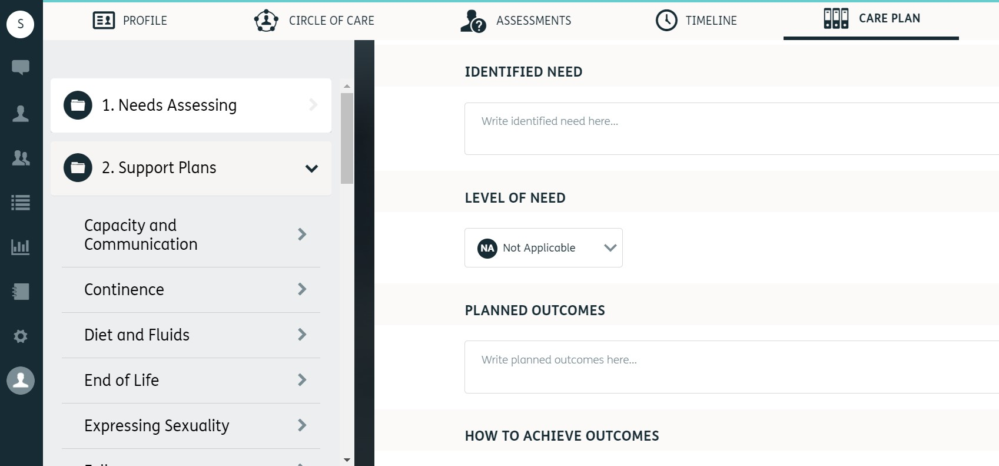 S
PROFILE
CIRCLE OF CARE
ASSESSMENTS
TIMELINE
CARE PLAN
1. Needs Assessing
2. Support Plans
Capacity and
Communication
Continence
Diet and Fluids
End of Life
Expressing Sexuality
IDENTIFIED NEED
Write identified need here...
LEVEL OF NEED
NA Not Applicable
PLANNED OUTCOMES
Write planned outcomes here...
HOW TO ACHIEVE OUTCOMES